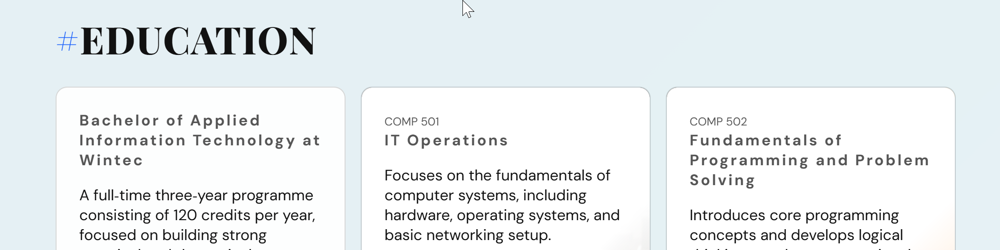 #EDUCATION
Bachelor of Applied
Information Technology at
Wintec
A full-time three-year programme
consisting of 120 credits per year,
focused on building strong
COMP 501
IT Operations
Focuses on the fundamentals of
computer systems, including
hardware, operating systems, and
basic networking setup.
COMP 502
Fundamentals of
Programming and Problem
Solving
Introduces core programming
concepts and develops logical